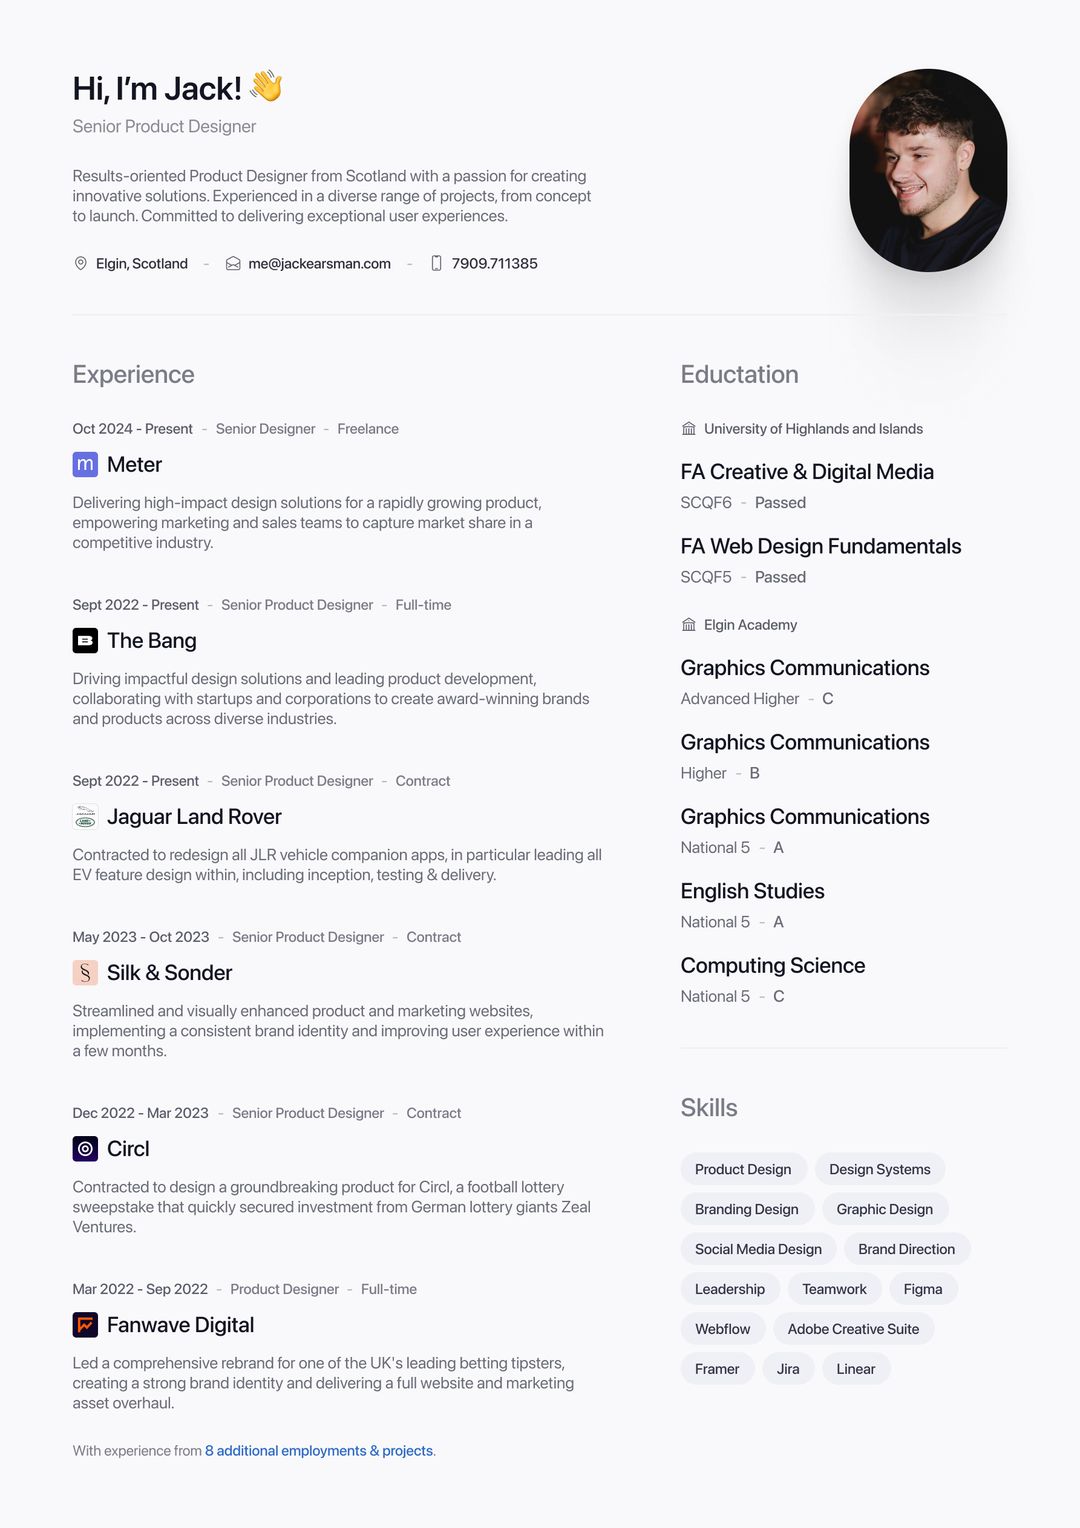 Hi, I'm Jack! 👋
Senior Product Designer
Results-oriented Product Designer from Scotland with a passion for creating
innovative solutions. Experienced in a diverse range of projects, from concept
to launch. Committed to delivering exceptional user experiences.
Elgin, Scotland - me@jackearsman.com - 7909.711385
Experience
Oct 2024 - Present - Senior Designer - Freelance
m Meter
Delivering high-impact design solutions for a rapidly growing product,
empowering marketing and sales teams to capture market share in a
competitive industry.
Sept 2022 - Present - Senior Product Designer - Full-time
B The Bang
Driving impactful design solutions and leading product development,
collaborating with startups and corporations to create award-winning brands
and products across diverse industries.
Sept 2022 - Present - Senior Product Designer - Contract
Jaguar Land Rover
Contracted to redesign all JLR vehicle companion apps, in particular leading all
EV feature design within, including inception, testing & delivery.
May 2023 - Oct 2023 - Senior Product Designer - Contract
Silk & Sonder
Streamlined and visually enhanced product and marketing websites,
implementing a consistent brand identity and improving user experience within
a few months.
Dec 2022 - Mar 2023 - Senior Product Designer - Contract
Circl
Contracted to design a groundbreaking product for Circl, a football lottery
sweepstake that quickly secured investment from German lottery giants Zeal
Ventures.
Mar 2022 - Sep 2022 - Product Designer - Full-time
Fanwave Digital
Led a comprehensive rebrand for one of the UK's leading betting tipsters,
creating a strong brand identity and delivering a full website and marketing
asset overhaul.
With experience from 8 additional employments & projects.
Eductation
University of Highlands and Islands
FA Creative & Digital Media
SCQF6 - Passed
FA Web Design Fundamentals
SCQF5 - Passed
Elgin Academy
Graphics Communications
Advanced Higher - C
Graphics Communications
Higher - B
Graphics Communications
National 5 - A
English Studies
National 5 - A
Computing Science
National 5 - C
Skills
Product Design Design Systems
Branding Design Graphic Design
Social Media Design Brand Direction
Leadership Teamwork Figma
Webflow Adobe Creative Suite
Framer Jira Linear